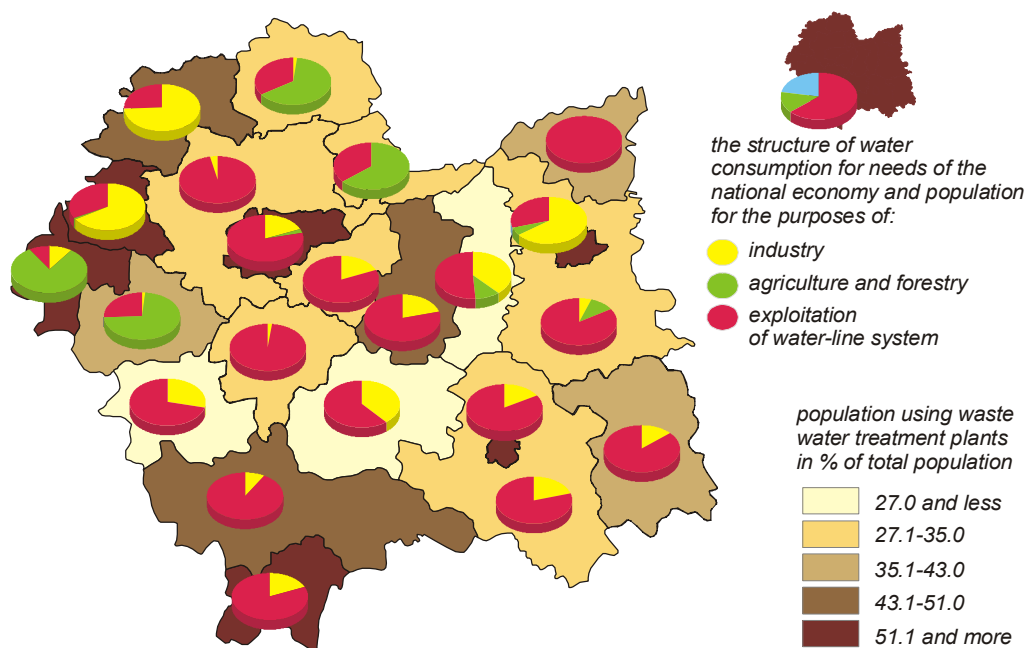 the structure of water
consumption for needs of the
national economy and population
for the purposes of:
industry
agriculture and forestry
exploitation
of water-line system
population using waste
water treatment plants
in % of total population
27.0 and less
27.1-35.0
35.1-43.0
43.1-51.0
51.1 and more